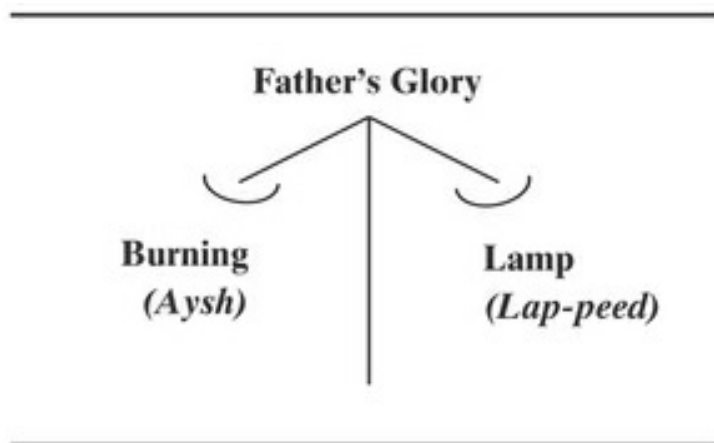 Father's Glory
Burning
(Aysh)
Lamp
(Lap-peed)